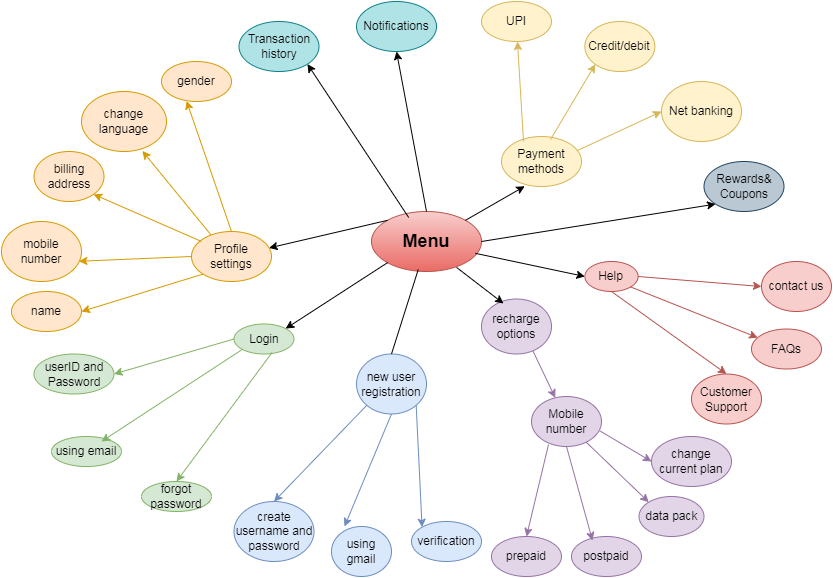 Transaction
history
Notifications
UPI
Credit/debit
Net banking
Payment
methods
Rewards&
Coupons
gender
change
language
billing
address
mobile
number
name
Profile
settings
Menu
Help
contact us
FAQs
Customer
Support
Login
userID and
Password
using email
forgot
password
new user
registration
create
username and
password
using
gmail
verification
recharge
options
Mobile
number
change
current plan
data pack
prepaid
postpaid